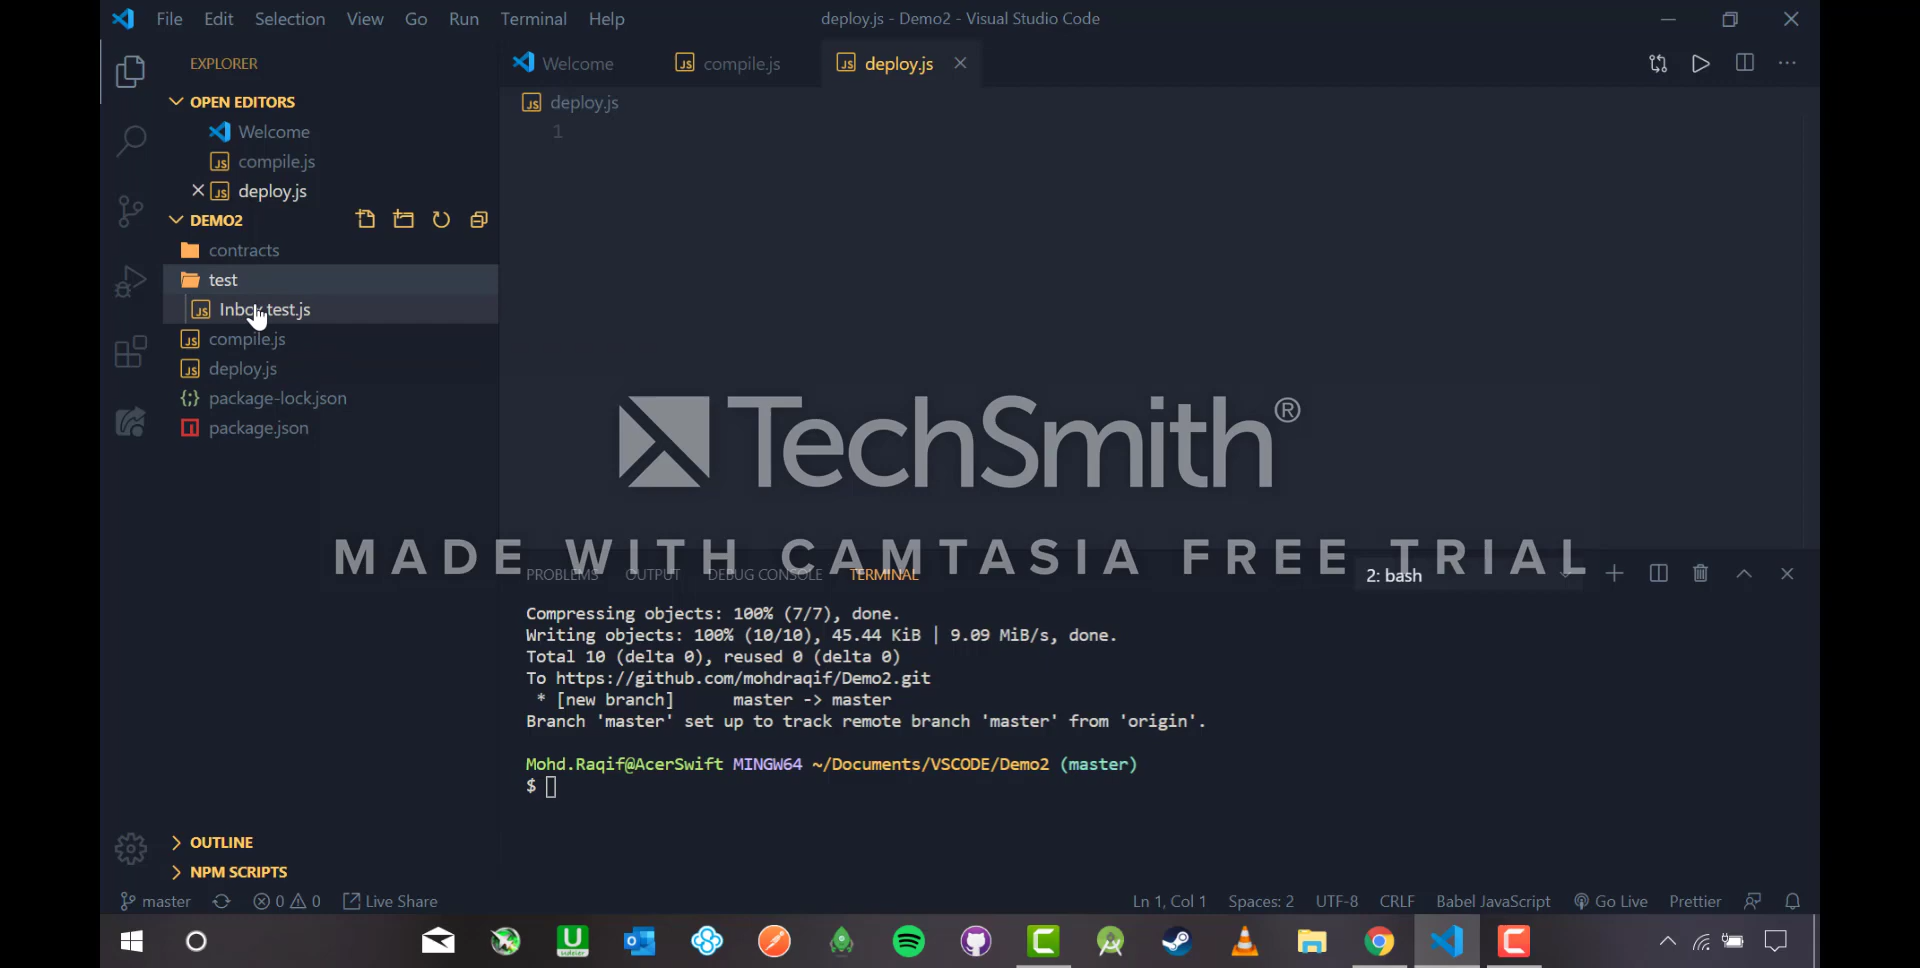 File Edit Selection View Go Run Terminal Help
deploy.js - Demo2 - Visual Studio Code
EXPLORER
OPEN EDITORS
Welcome
compile.js
deploy.js
DEMO2
contracts
test
Inbox.test.js
compile.js
deploy.js
package-lock.json
package.json
OUTLINE
NPM SCRIPTS
Welcome compile.js deploy.js
deploy.js
1
TechSmith®
MADE WITH CAMTASIA FREE TRIAL
PROBLEMS OUTPUT DEBUG CONSOLE TERMINAL 2: bash
Compressing objects: 100% (7/7), done.
Writing objects: 100% (10/10), 45.44 KiB | 9.09 MiB/s, done.
Total 10 (delta 0), reused 0 (delta 0)
To https://github.com/mohdraqif/Demo2.git
* [new branch] master -> master
Branch 'master' set up to track remote branch 'master' from 'origin'.
Mohd.Raqif@AcerSwift MINGW64 ~/Documents/VSCODE/Demo2 (master)
$
master 0 0 Live Share Ln 1, Col 1 Spaces: 2 UTF-8 CRLF Babel JavaScript Go Live Prettier